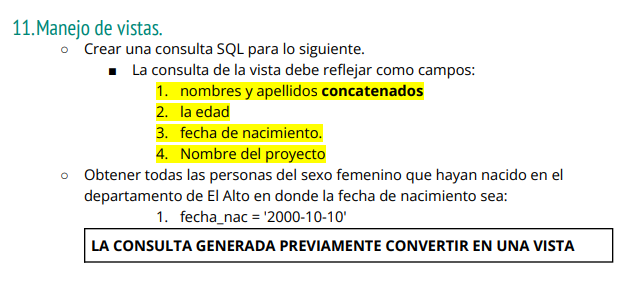 11.Manejo de vistas.
○ Crear una consulta SQL para lo siguiente.
■ La consulta de la vista debe reflejar como campos:
1. nombres y apellidos concatenados
2. la edad
3. fecha de nacimiento.
4. Nombre del proyecto
○ Obtener todas las personas del sexo femenino que hayan nacido en el
departamento de El Alto en donde la fecha de nacimiento sea:
1. fecha_nac = '2000-10-10'
LA CONSULTA GENERADA PREVIAMENTE CONVERTIR EN UNA VISTA